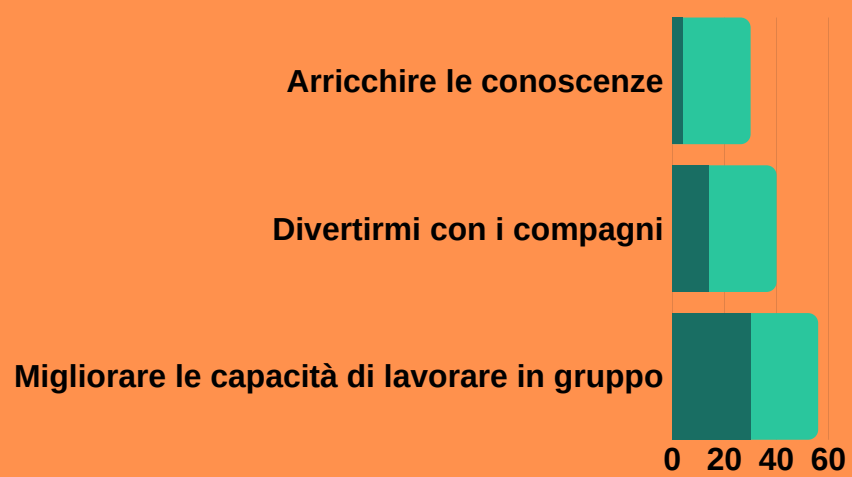 Arricchire le conoscenze
Divertirmi con i compagni
Migliorare le capacità di lavorare in gruppo
0 20 40 60